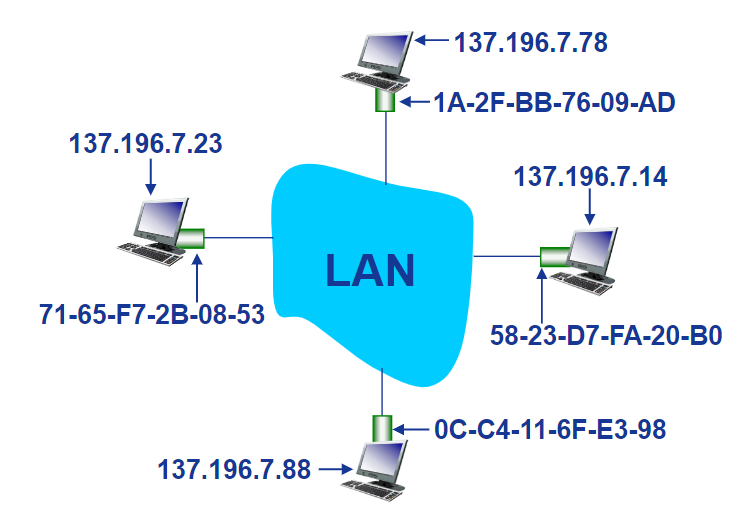 137.196.7.78
1A-2F-BB-76-09-AD
137.196.7.23
137.196.7.14
LAN
71-65-F7-2B-08-53
58-23-D7-FA-20-B0
0C-C4-11-6F-E3-98
137.196.7.88